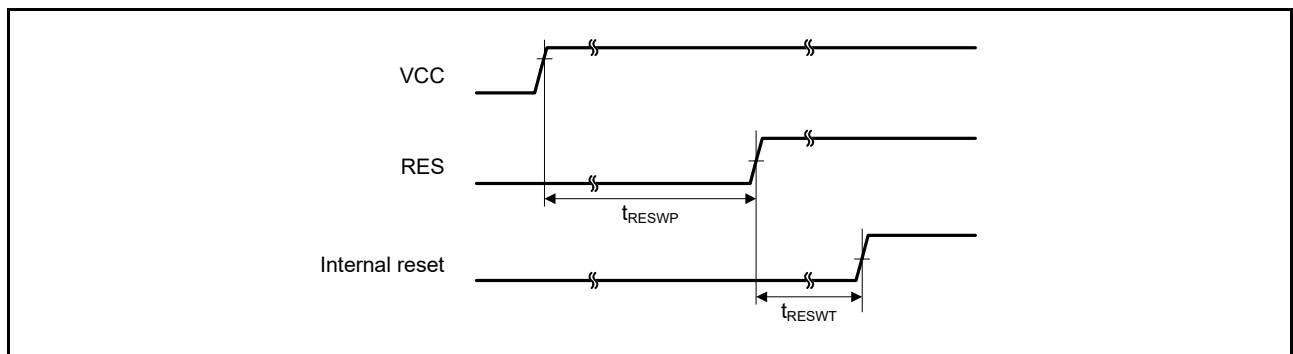 VCC
RES
tRESWP
Internal reset
tRESWT